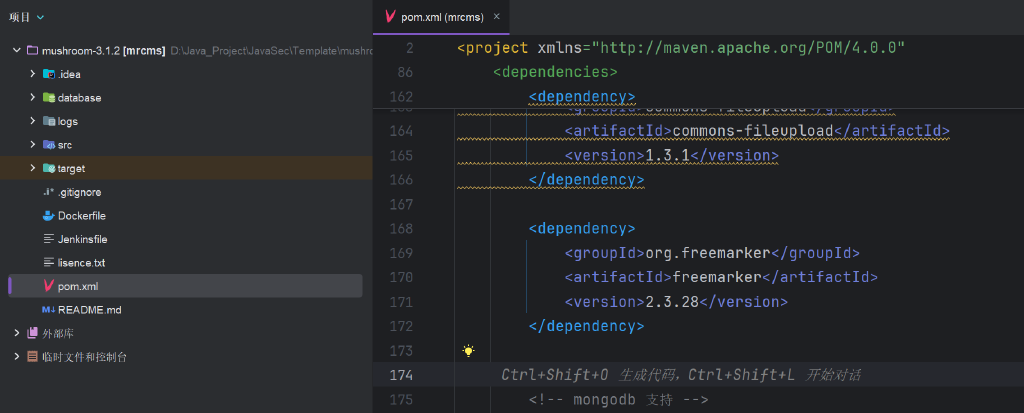 项目
mushroom-3.1.2 [mrcms] D:\Java_Project\JavaSec\Template\mushro
.idea
database
logs
src
target
.gitignore
Dockerfile
Jenkinsfile
lisence.txt
pom.xml
README.md
外部库
临时文件和控制台
pom.xml (mrcms)
2 <project xmlns="http://maven.apache.org/POM/4.0.0"
86 <dependencies>
162 <dependency>
<groupId>commons-fileupload</groupId>
164 <artifactId>commons-fileupload</artifactId>
165 <version>1.3.1</version>
166 </dependency>
167
168 <dependency>
169 <groupId>org.freemarker</groupId>
170 <artifactId>freemarker</artifactId>
171 <version>2.3.28</version>
172 </dependency>
173
174 Ctrl+Shift+O 生成代码，Ctrl+Shift+L 开始对话
175 <!-- mongodb 支持 -->